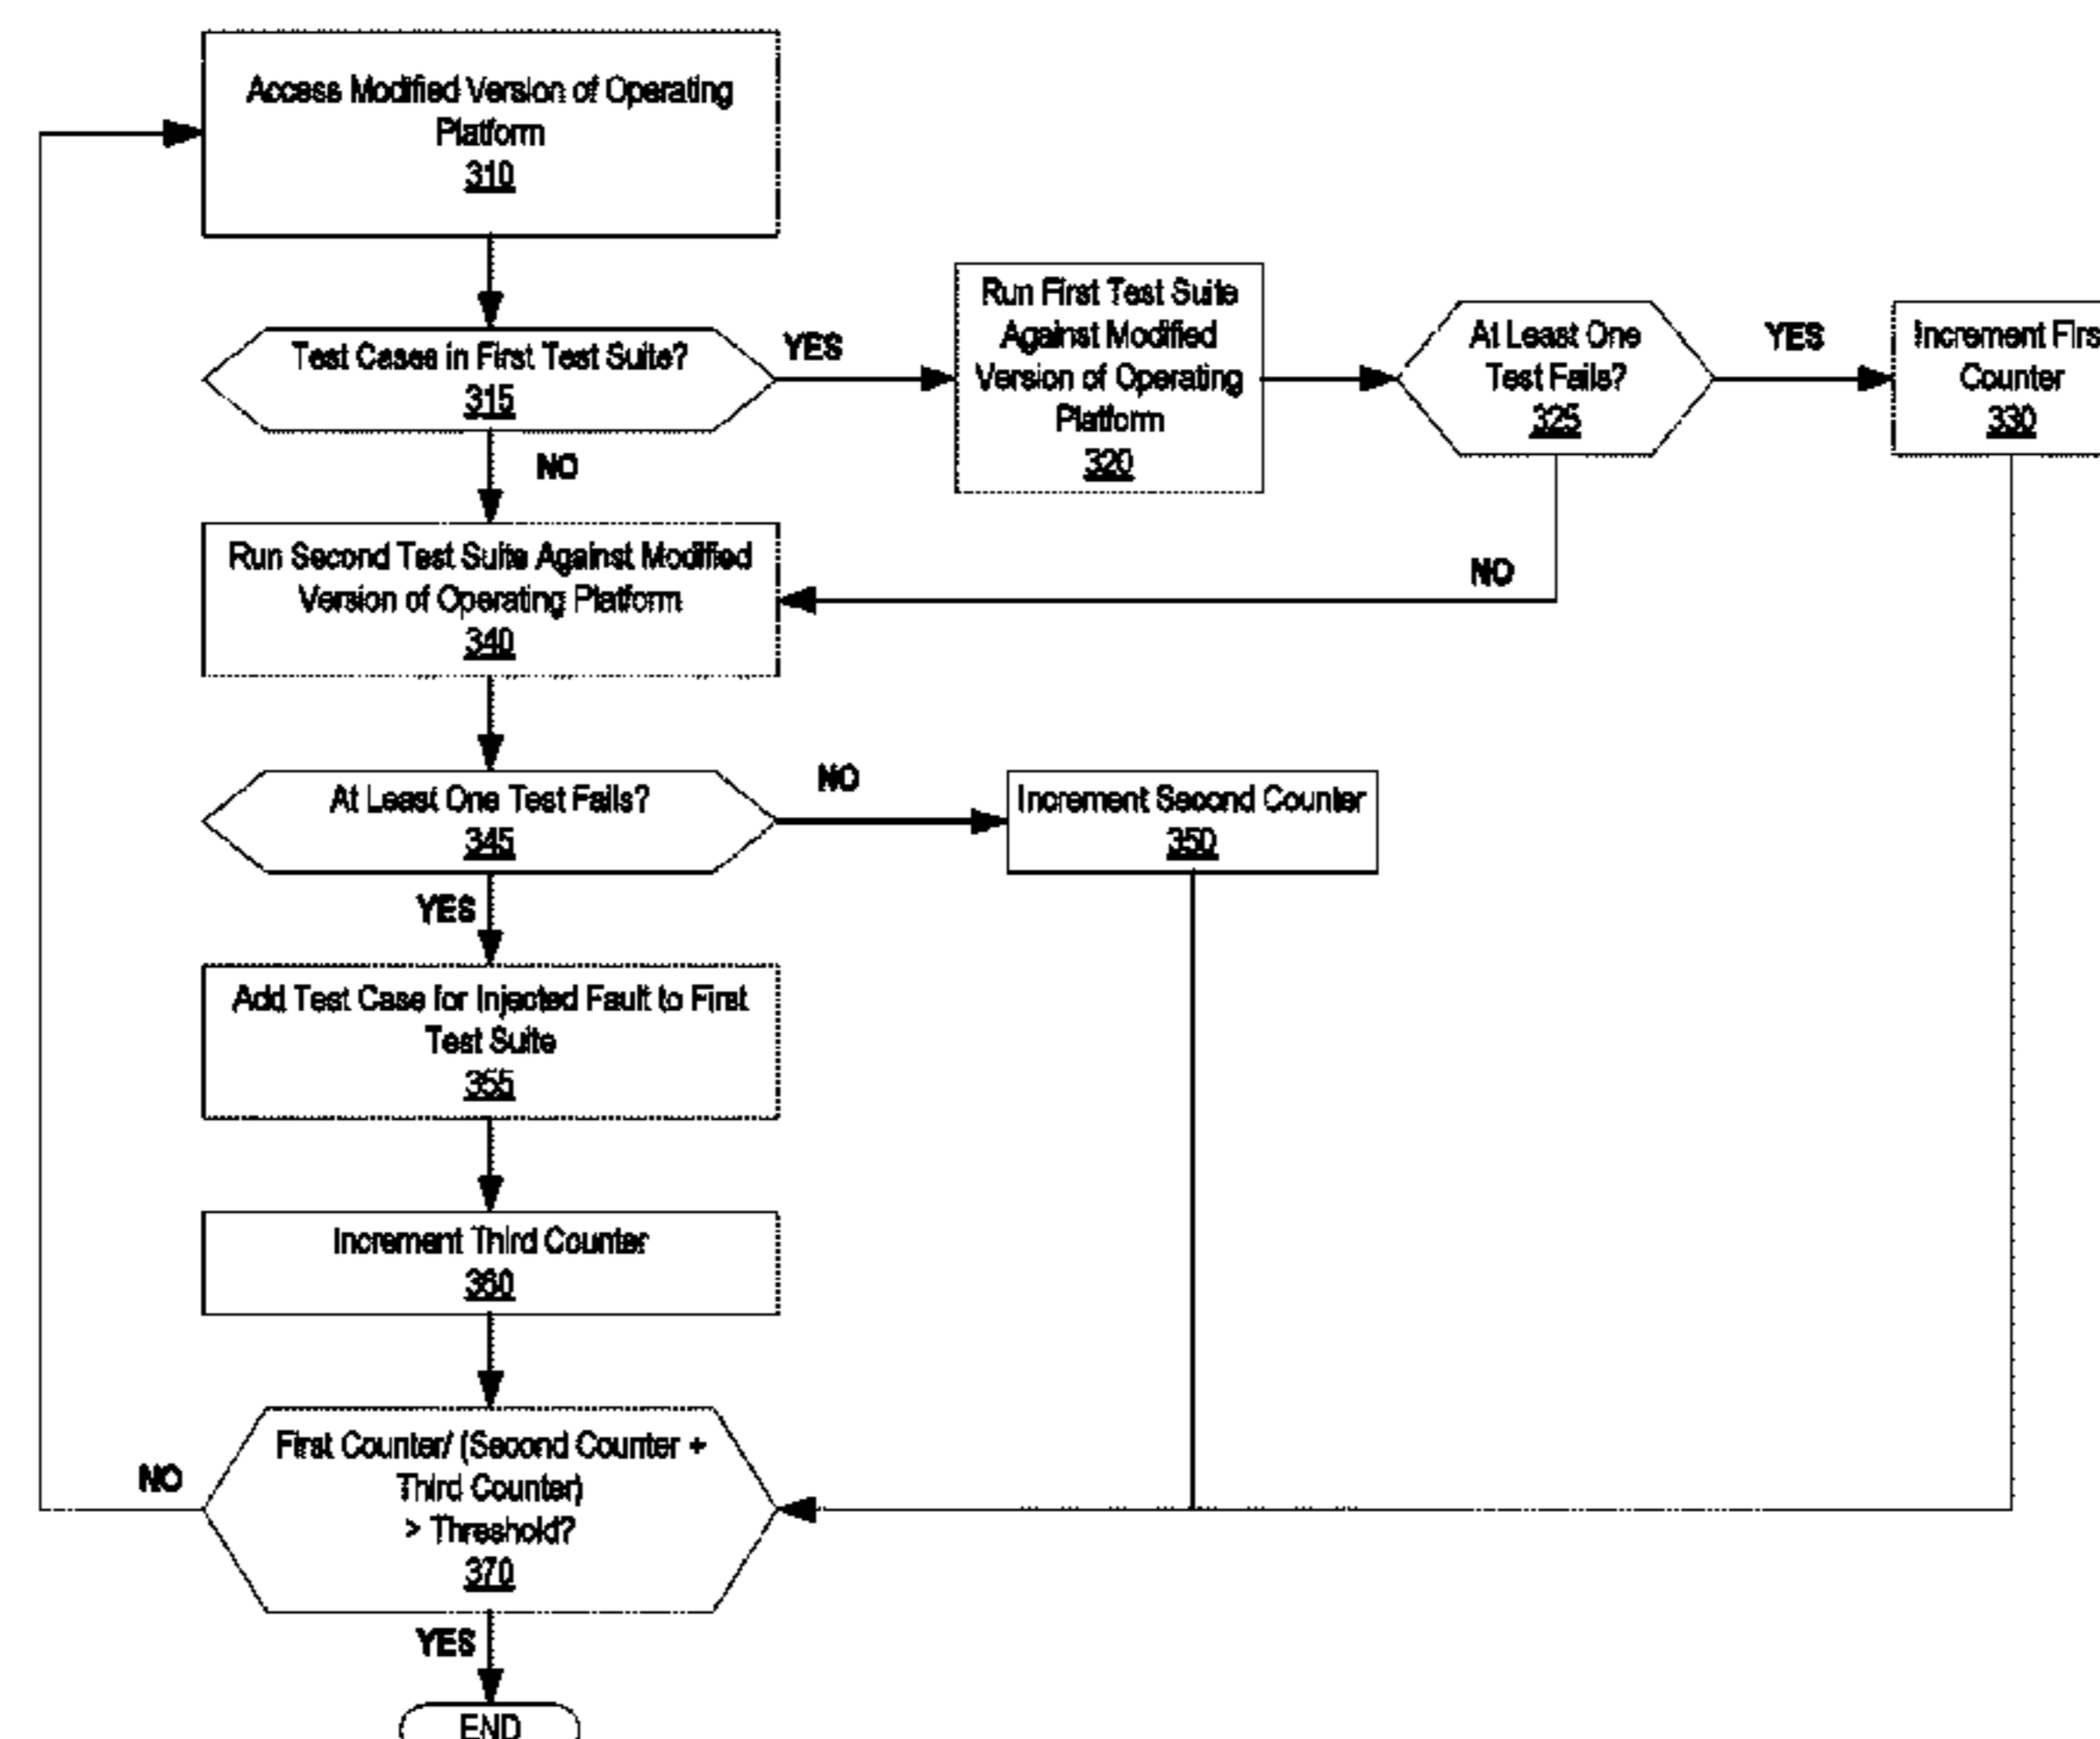 Access Modified Version of Operating
Platform
310
Test Cases in First Test Suite?
315
YES
Run First Test Suite
Against Modified
Version of Operating
Platform
320
At Least One
Test Fails?
325
YES
Increment Firs
Counter
330
NO
NO
Run Second Test Suite Against Modified
Version of Operating Platform
340
At Least One Test Fails?
345
NO
Increment Second Counter
350
YES
Add Test Case for Injected Fault to First
Test Suite
355
Increment Third Counter
360
First Counter/ (Second Counter +
Third Counter)
> Threshold?
370
NO
YES
END